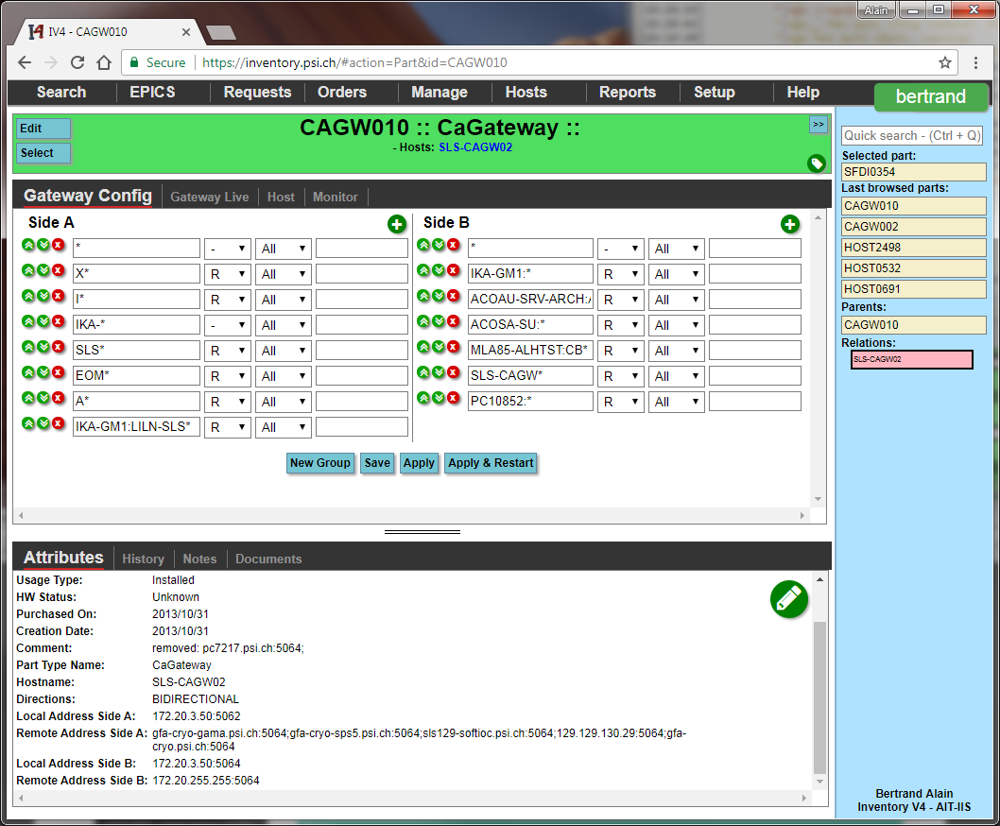 Alain
IV4 - CAGW010
Secure https://inventory.psi.ch/#action=Part&id=CAGW010
Search EPICS Requests Orders Manage Hosts Reports Setup Help bertrand
Edit
Select
CAGW010 :: CaGateway ::
- Hosts: SLS-CAGW02
>>
Gateway Config Gateway Live Host Monitor
Side A
* - All
X* R All
I* R All
IKA-* - All
SLS* R All
EOM* R All
A* R All
IKA-GM1:LILN-SLS* R All
Side B
* - All
IKA-GM1:* R All
ACOAU-SRV-ARCH: R All
ACOSA-SU:* R All
MLA85-ALHTST:CB* R All
SLS-CAGW* R All
PC10852:* R All
New Group Save Apply Apply & Restart
Attributes History Notes Documents
Usage Type: Installed
HW Status: Unknown
Purchased On: 2013/10/31
Creation Date: 2013/10/31
Comment: removed: pc7217.psi.ch:5064;
Part Type Name: CaGateway
Hostname: SLS-CAGW02
Directions: BIDIRECTIONAL
Local Address Side A: 172.20.3.50:5062
Remote Address Side A: gfa-cryo-gama.psi.ch:5064;gfa-cryo-sps5.psi.ch:5064;sls129-softioc.psi.ch:5064;129.129.130.29:5064;gfa-
cryo.psi.ch:5064
Local Address Side B: 172.20.3.50:5064
Remote Address Side B: 172.20.255.255:5064
Quick search - (Ctrl + Q)
Selected part:
SFDI0354
Last browsed parts:
CAGW010
CAGW002
HOST2498
HOST0532
HOST0691
Parents:
CAGW010
Relations:
SLS-CAGW02
Bertrand Alain
Inventory V4 - AIT-IIS